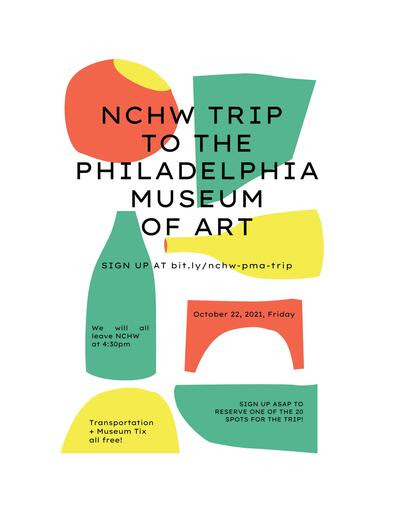 NCHW TRIP
TO THE
PHILADELPHIA
MUSEUM
OF ART
SIGN UP AT bit.ly/nchw-pma-trip
October 22, 2021, Friday
We will all
leave NCHW
at 4:30pm
SIGN UP ASAP TO
RESERVE ONE OF THE 20
SPOTS FOR THE TRIP!
Transportation
+ Museum Tix
all free!